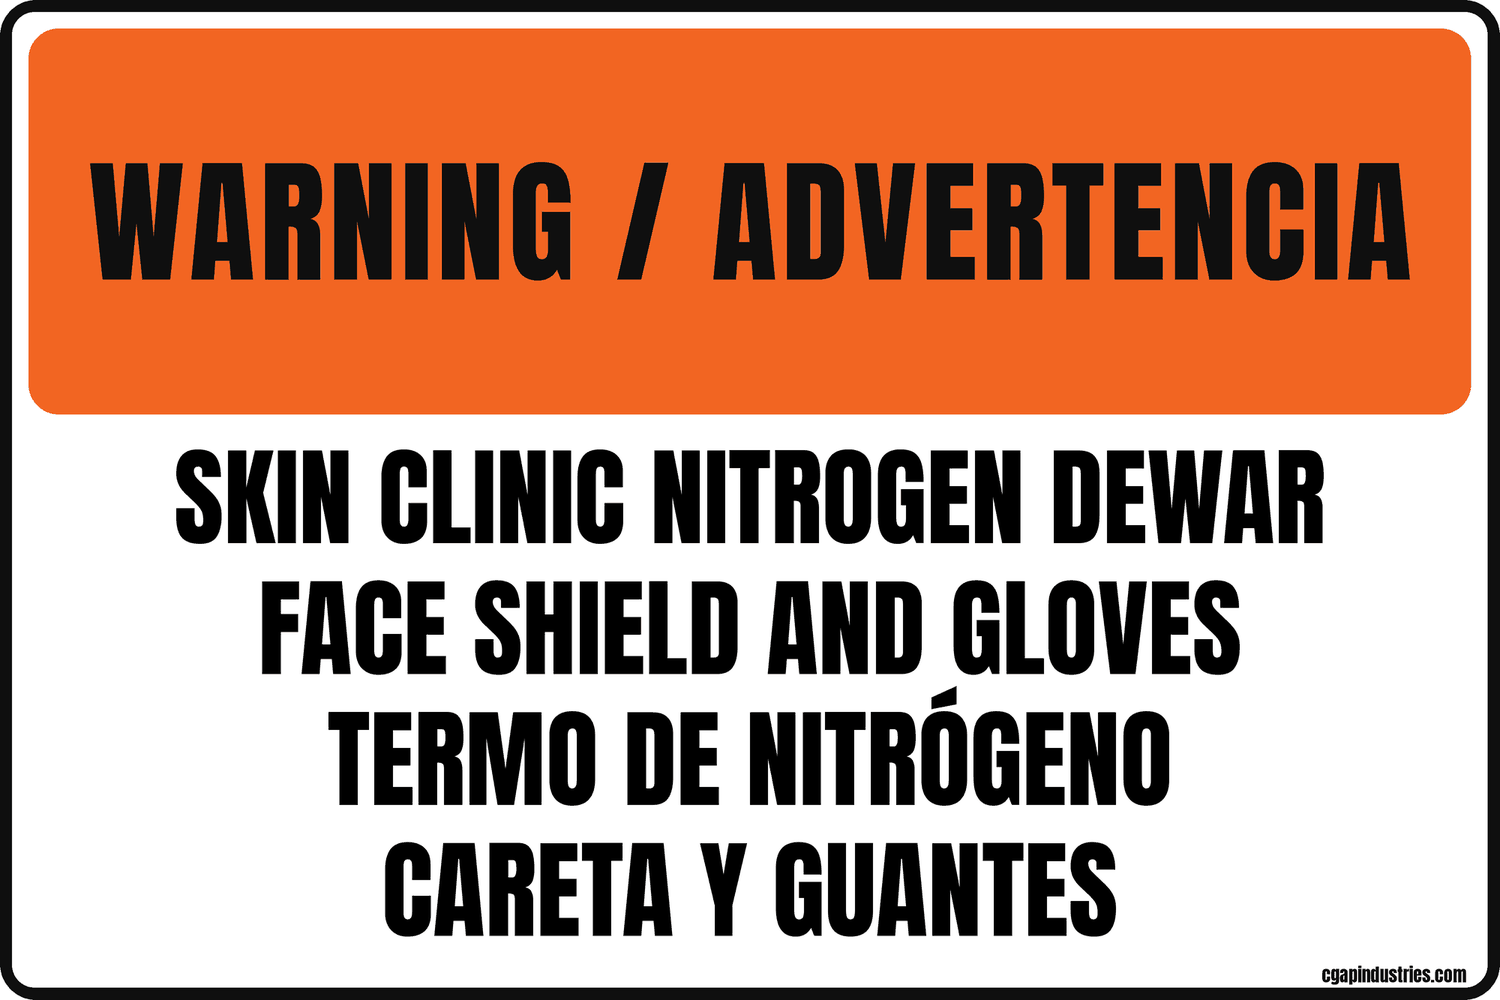 WARNING / ADVERTENCIA
SKIN CLINIC NITROGEN DEWAR
FACE SHIELD AND GLOVES
TERMO DE NITRÓGENO
CARETA Y GUANTES
cgapindustries.com